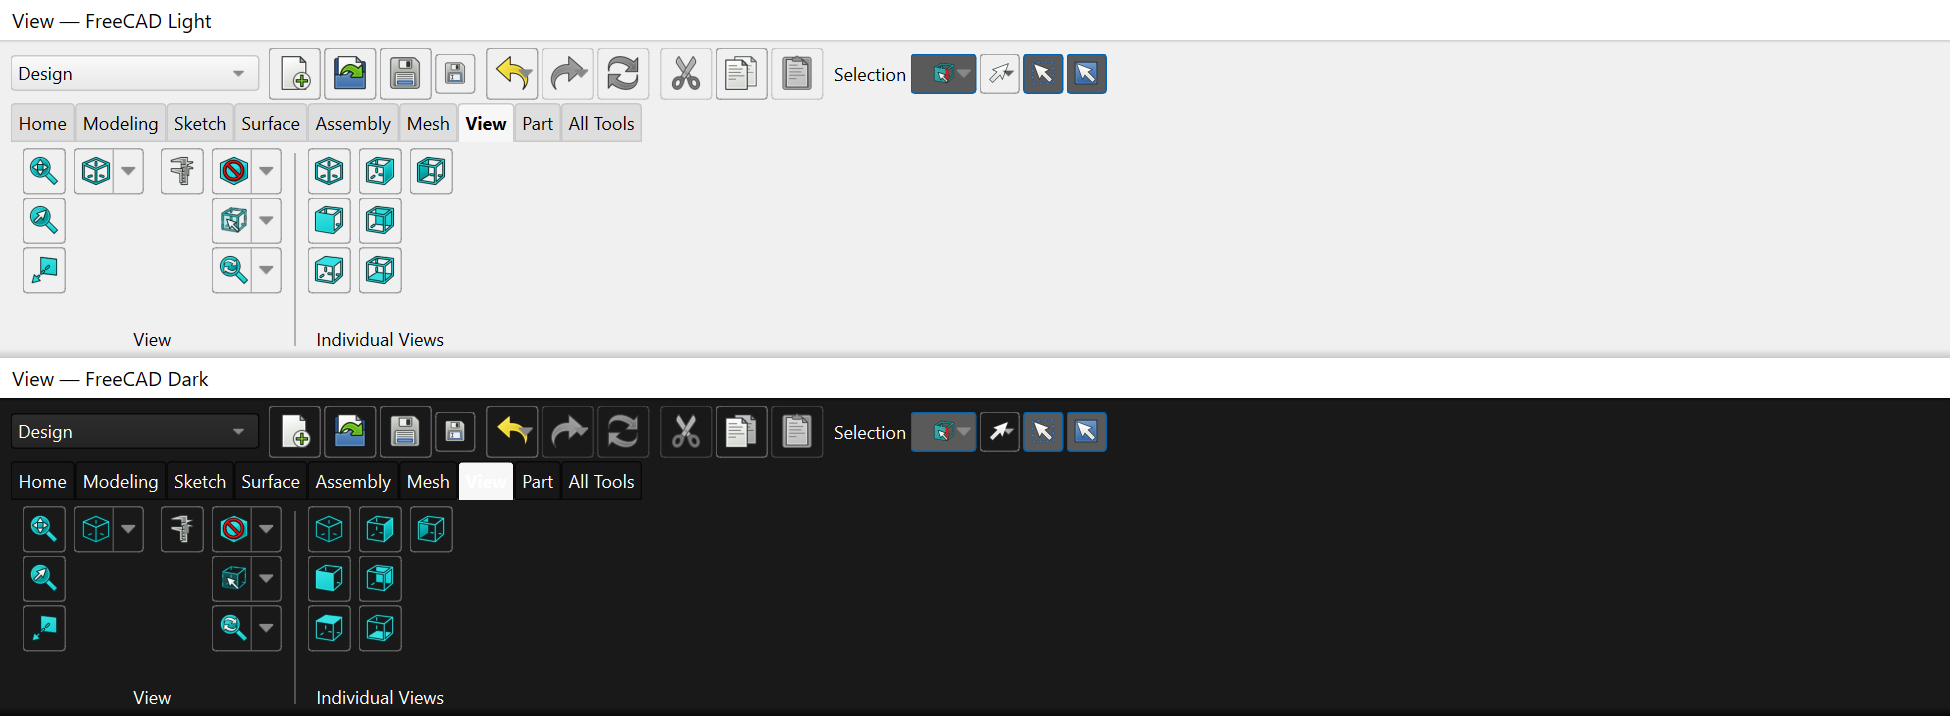 View — FreeCAD Light
Design
Selection
Home Modeling Sketch Surface Assembly Mesh View Part All Tools
View
Individual Views
View — FreeCAD Dark
Design
Selection
Home Modeling Sketch Surface Assembly Mesh View Part All Tools
View
Individual Views